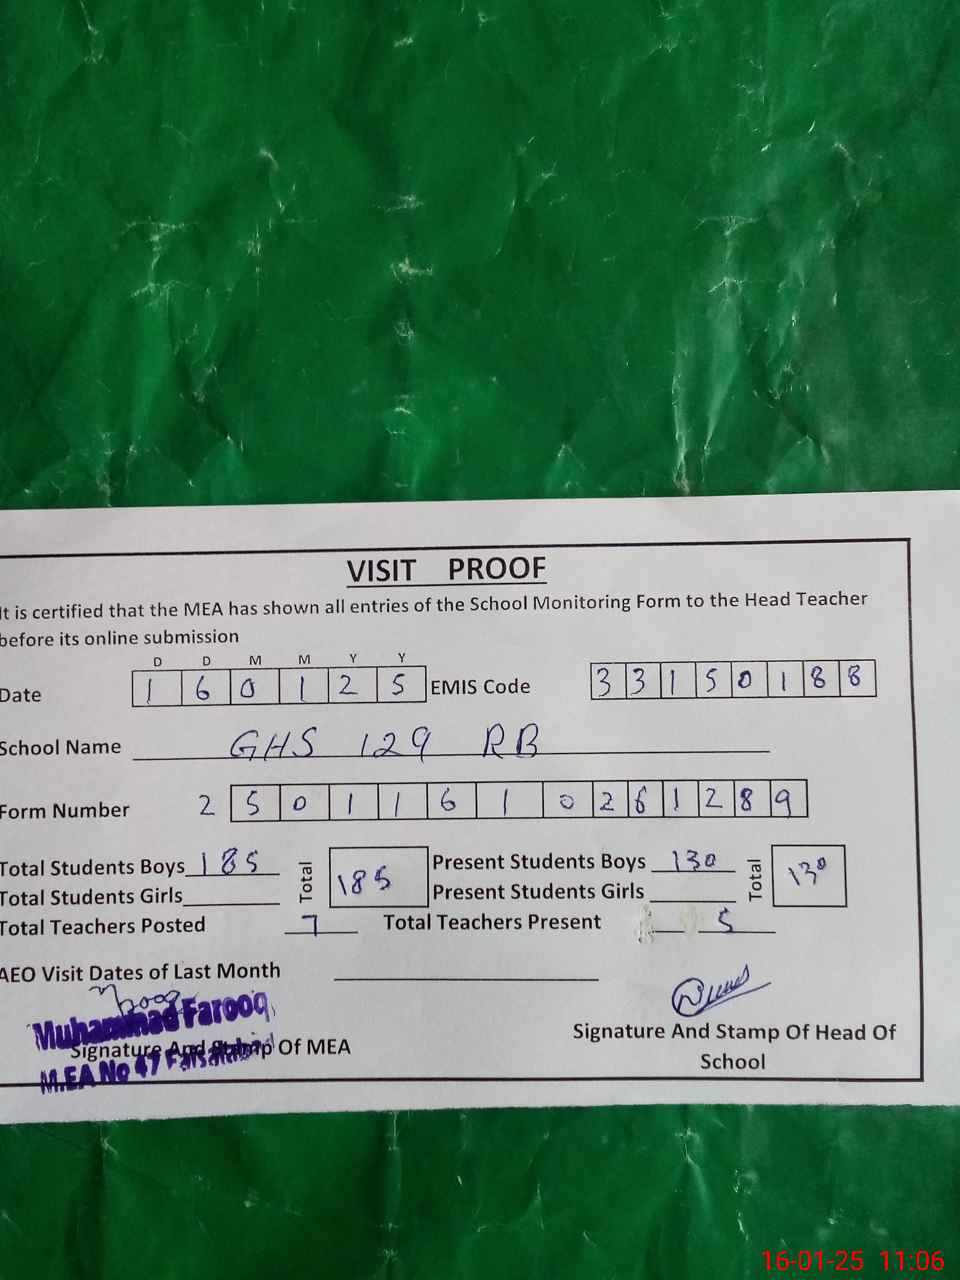 VISIT PROOF
It is certified that the MEA has shown all entries of the School Monitoring Form to the Head Teacher
before its online submission
D D M M Y Y
Date 1 6 0 1 2 5 EMIS Code 3 3 1 5 0 1 8 8
School Name GHS 129 RB
Form Number 2 5 0 1 1 6 1 0 2 6 1 2 8 9
Total Students Boys 185 Total 185 Present Students Boys 130 Total 130
Total Students Girls Present Students Girls
Total Teachers Posted 7 Total Teachers Present 5
AEO Visit Dates of Last Month
Muhammad Farooq
Signature And Stamp Of MEA
M.EA No 47 Faisalabad
Signature And Stamp Of Head Of
School
16-01-25 11:06